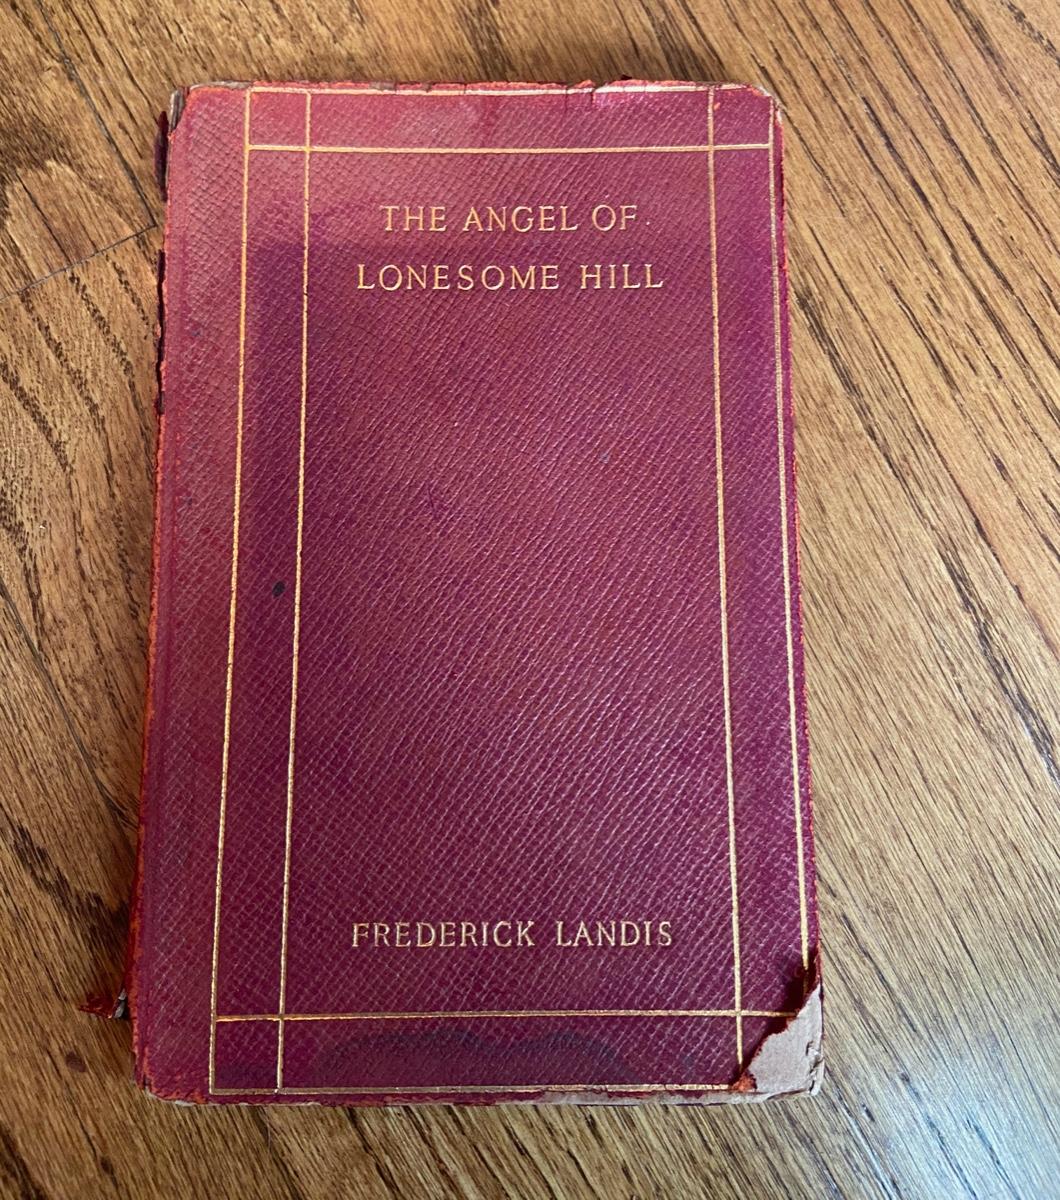 THE ANGEL OF
LONESOME HILL
FREDERICK LANDIS